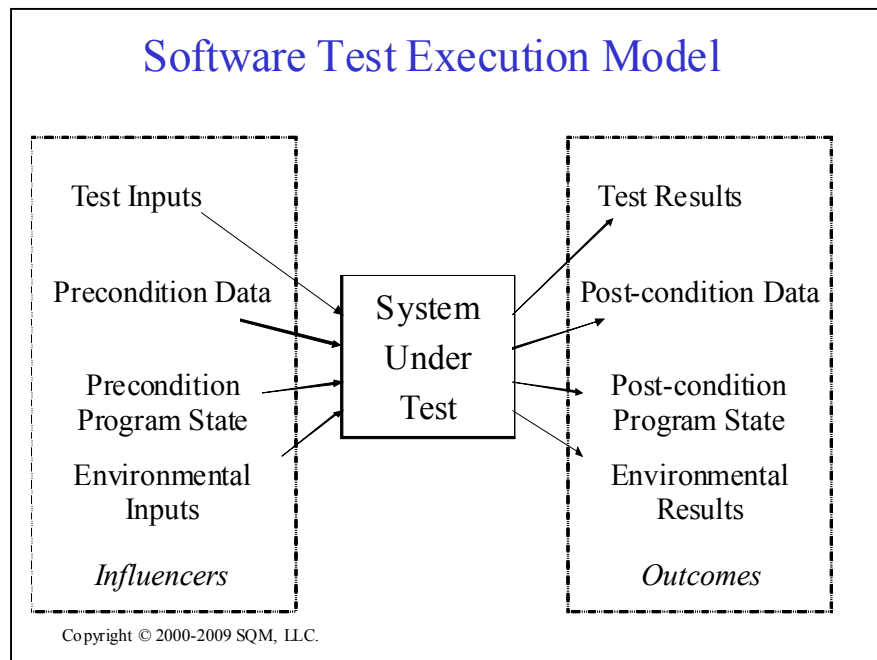 Software Test Execution Model
Test Inputs
Precondition Data
Precondition
Program State
Environmental
Inputs
Influencers
System
Under
Test
Test Results
Post-condition Data
Post-condition
Program State
Environmental
Results
Outcomes
Copyright © 2000-2009 SQM, LLC.